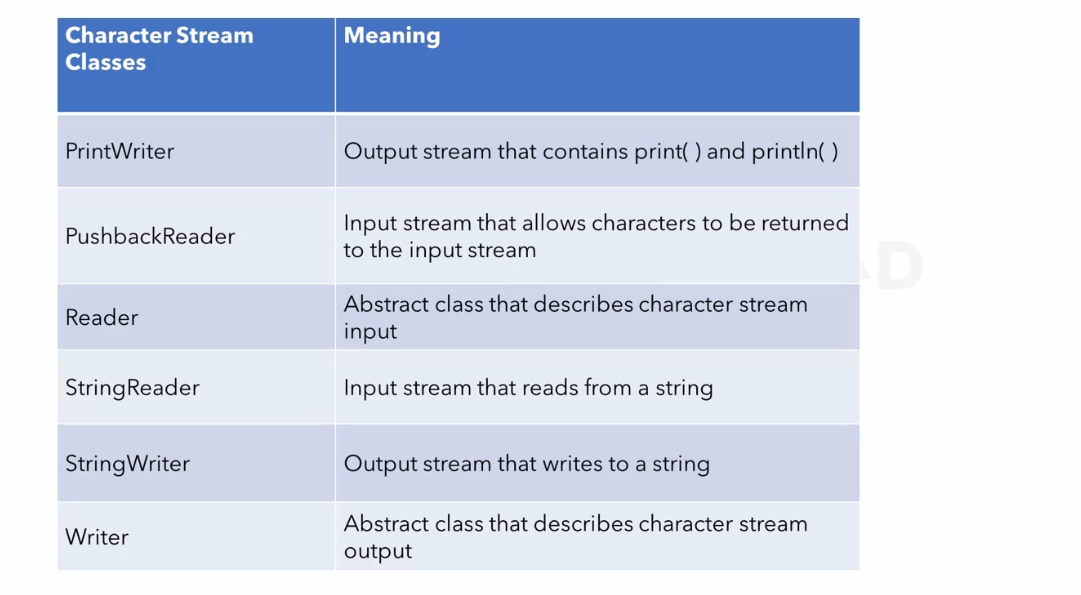 Character Stream
Classes
Meaning
PrintWriter
Output stream that contains print( ) and println( )
PushbackReader
Input stream that allows characters to be returned
to the input stream
Reader
Abstract class that describes character stream
input
StringReader
Input stream that reads from a string
StringWriter
Output stream that writes to a string
Writer
Abstract class that describes character stream
output